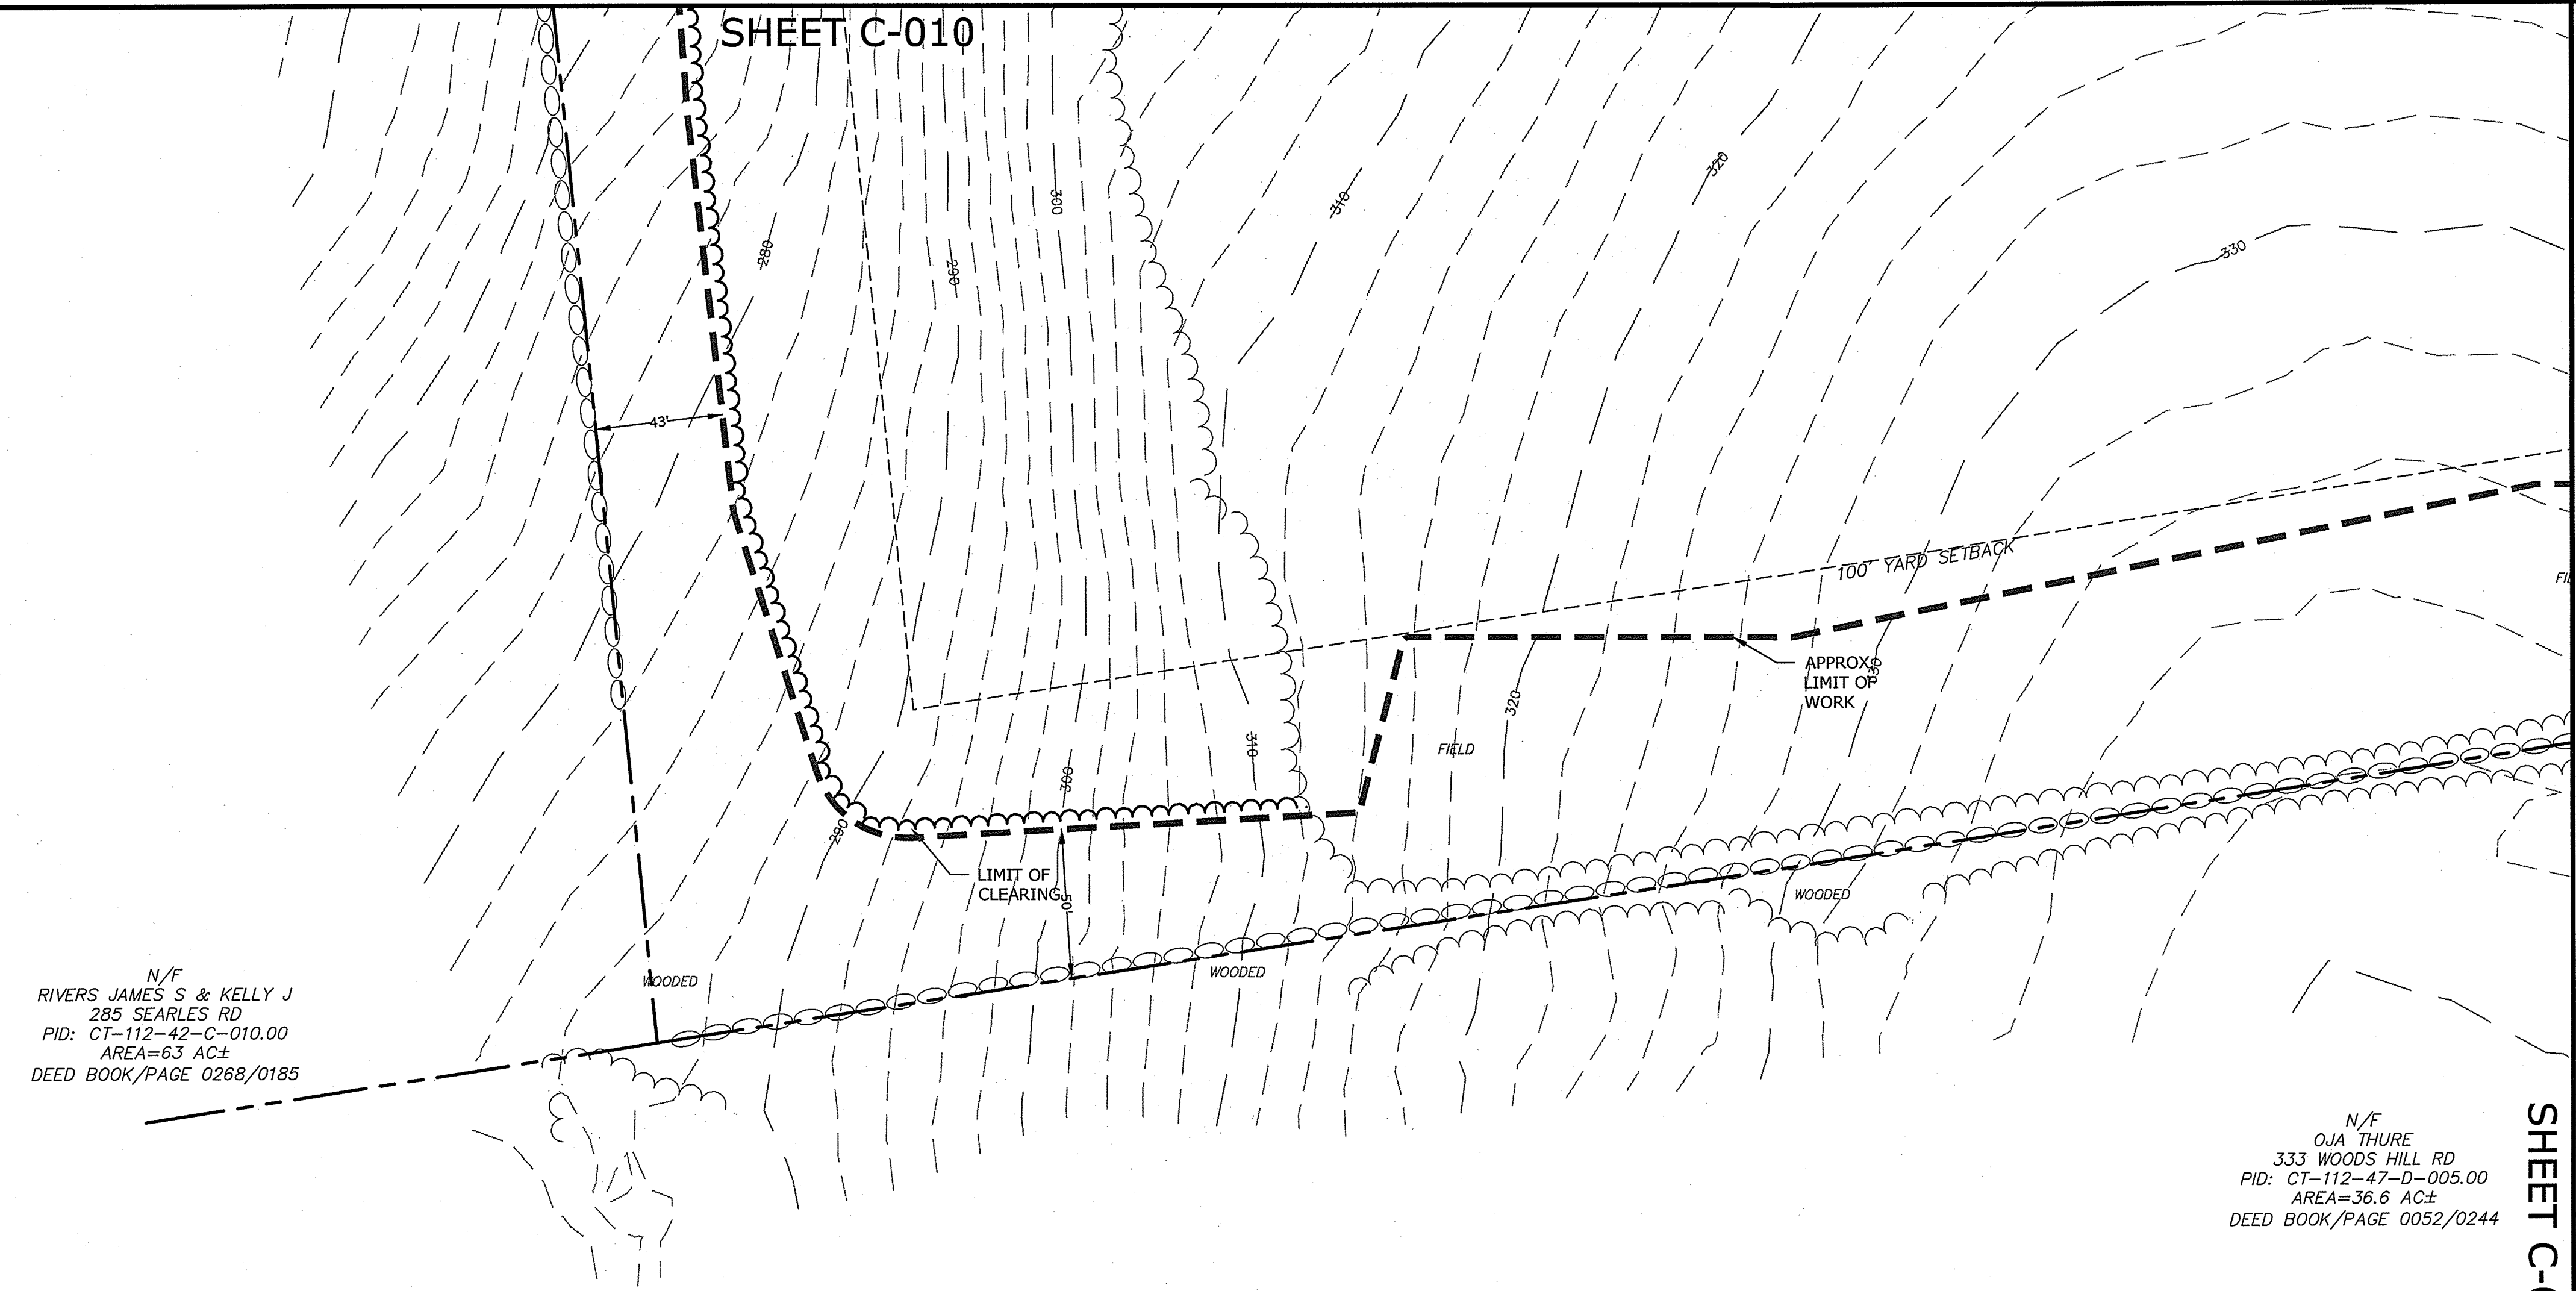 SHEET C-010
300
310
320
280
290
330
43'
100' YARD SETBACK
APPROX.
LIMIT OF
WORK
330
320
FIELD
310
300
290
LIMIT OF
CLEARING
50'
WOODED
WOODED
WOODED
N/F
RIVERS JAMES S & KELLY J
285 SEARLES RD
PID: CT-112-42-C-010.00
AREA=63 AC±
DEED BOOK/PAGE 0268/0185
N/F
OJA THURE
333 WOODS HILL RD
PID: CT-112-47-D-005.00
AREA=36.6 AC±
DEED BOOK/PAGE 0052/0244
SHEET